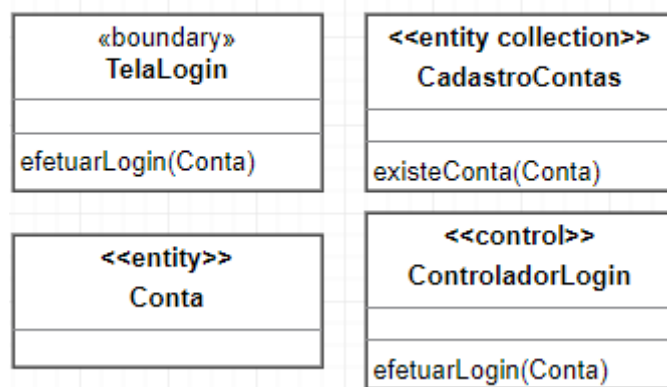 «boundary»
TelaLogin
efetuarLogin(Conta)
<<entity collection>>
CadastroContas
existeConta(Conta)
<<entity>>
Conta
<<control>>
ControladorLogin
efetuarLogin(Conta)